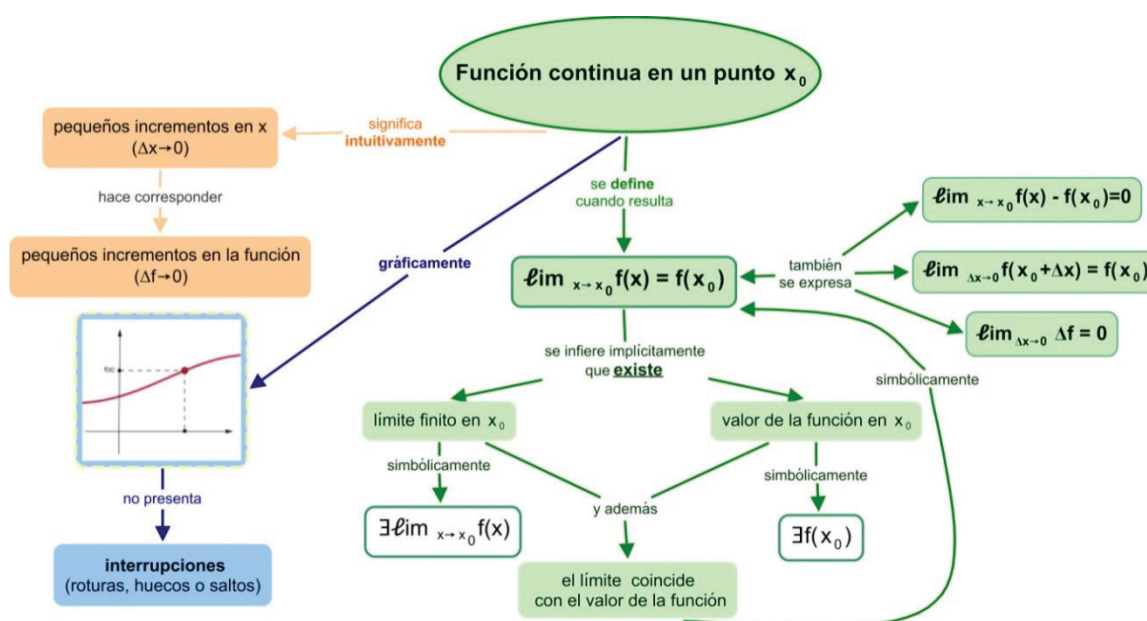 Función continua en un punto x₀
pequeños incrementos en x
(Δx→0)
significa
intuitivamente
hace corresponder
pequeños incrementos en la función
(Δf→0)
gráficamente
no presenta
interrupciones
(roturas, huecos o saltos)
se define
cuando resulta
ℓim x→x₀ f(x) = f(x₀)
también
se expresa
ℓim x→x₀ f(x) - f(x₀)=0
ℓim Δx→0 f(x₀+Δx) = f(x₀)
ℓim Δx→0 Δf = 0
se infiere implícitamente
que existe
simbólicamente
límite finito en x₀
valor de la función en x₀
simbólicamente
simbólicamente
y además
∃ℓim x→x₀ f(x)
∃f(x₀)
el límite coincide
con el valor de la función